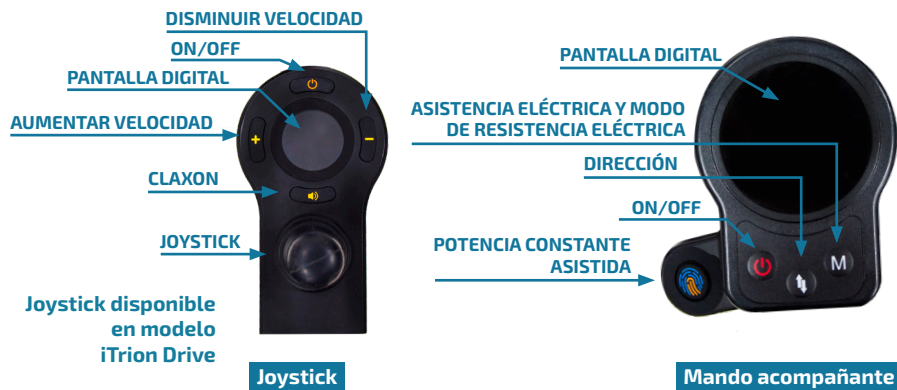 DISMINUIR VELOCIDAD
ON/OFF
PANTALLA DIGITAL
AUMENTAR VELOCIDAD
CLAXON
JOYSTICK
Joystick disponible
en modelo
iTrion Drive
Joystick
PANTALLA DIGITAL
ASISTENCIA ELÉCTRICA Y MODO
DE RESISTENCIA ELÉCTRICA
DIRECCIÓN
ON/OFF
POTENCIA CONSTANTE
ASISTIDA
M
Mando acompañante